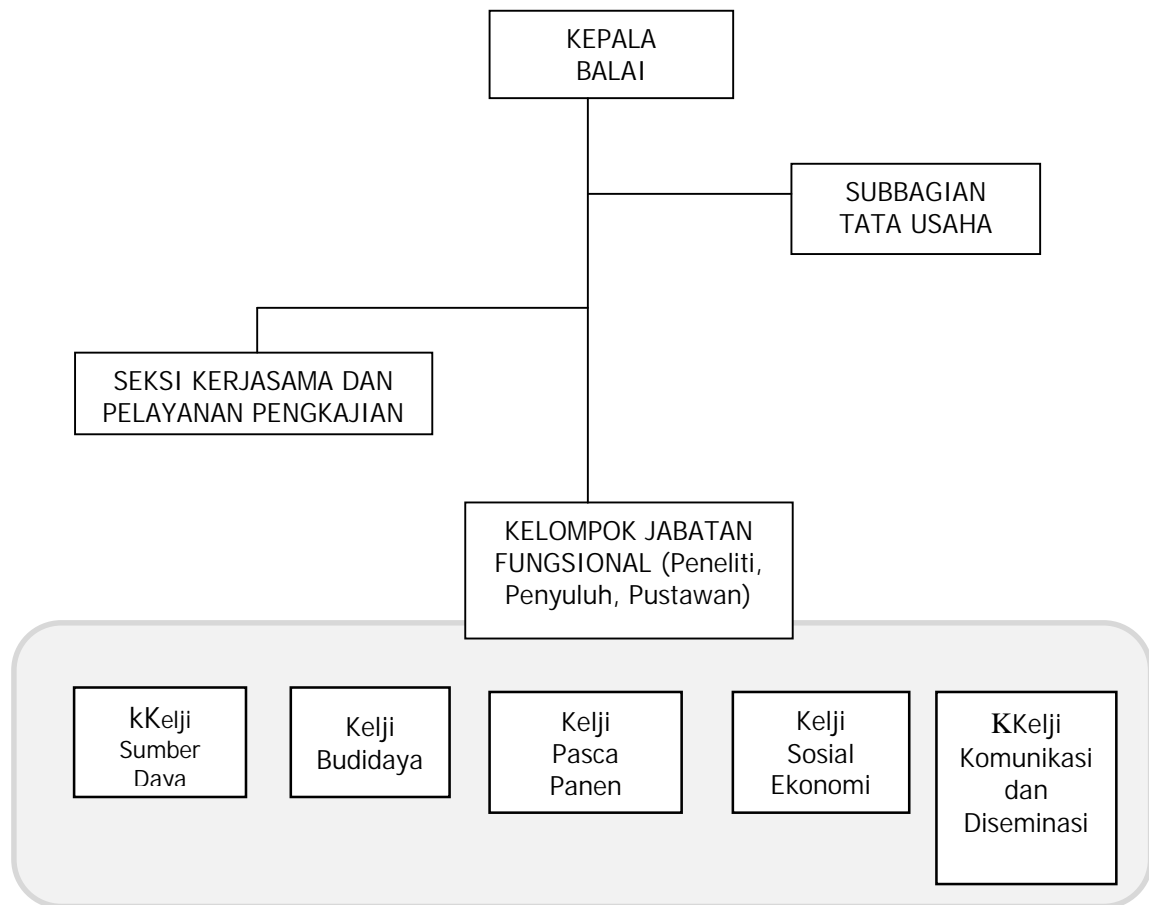 KEPALA
BALAI
SUBBAGIAN
TATA USAHA
SEKSI KERJASAMA DAN
PELAYANAN PENGKAJIAN
KELOMPOK JABATAN
FUNGSIONAL (Peneliti,
Penyuluh, Pustawan)
kKelji
Sumber
Daya
Kelji
Budidaya
Kelji
Pasca
Panen
Kelji
Sosial
Ekonomi
KKelji
Komunikasi
dan
Diseminasi